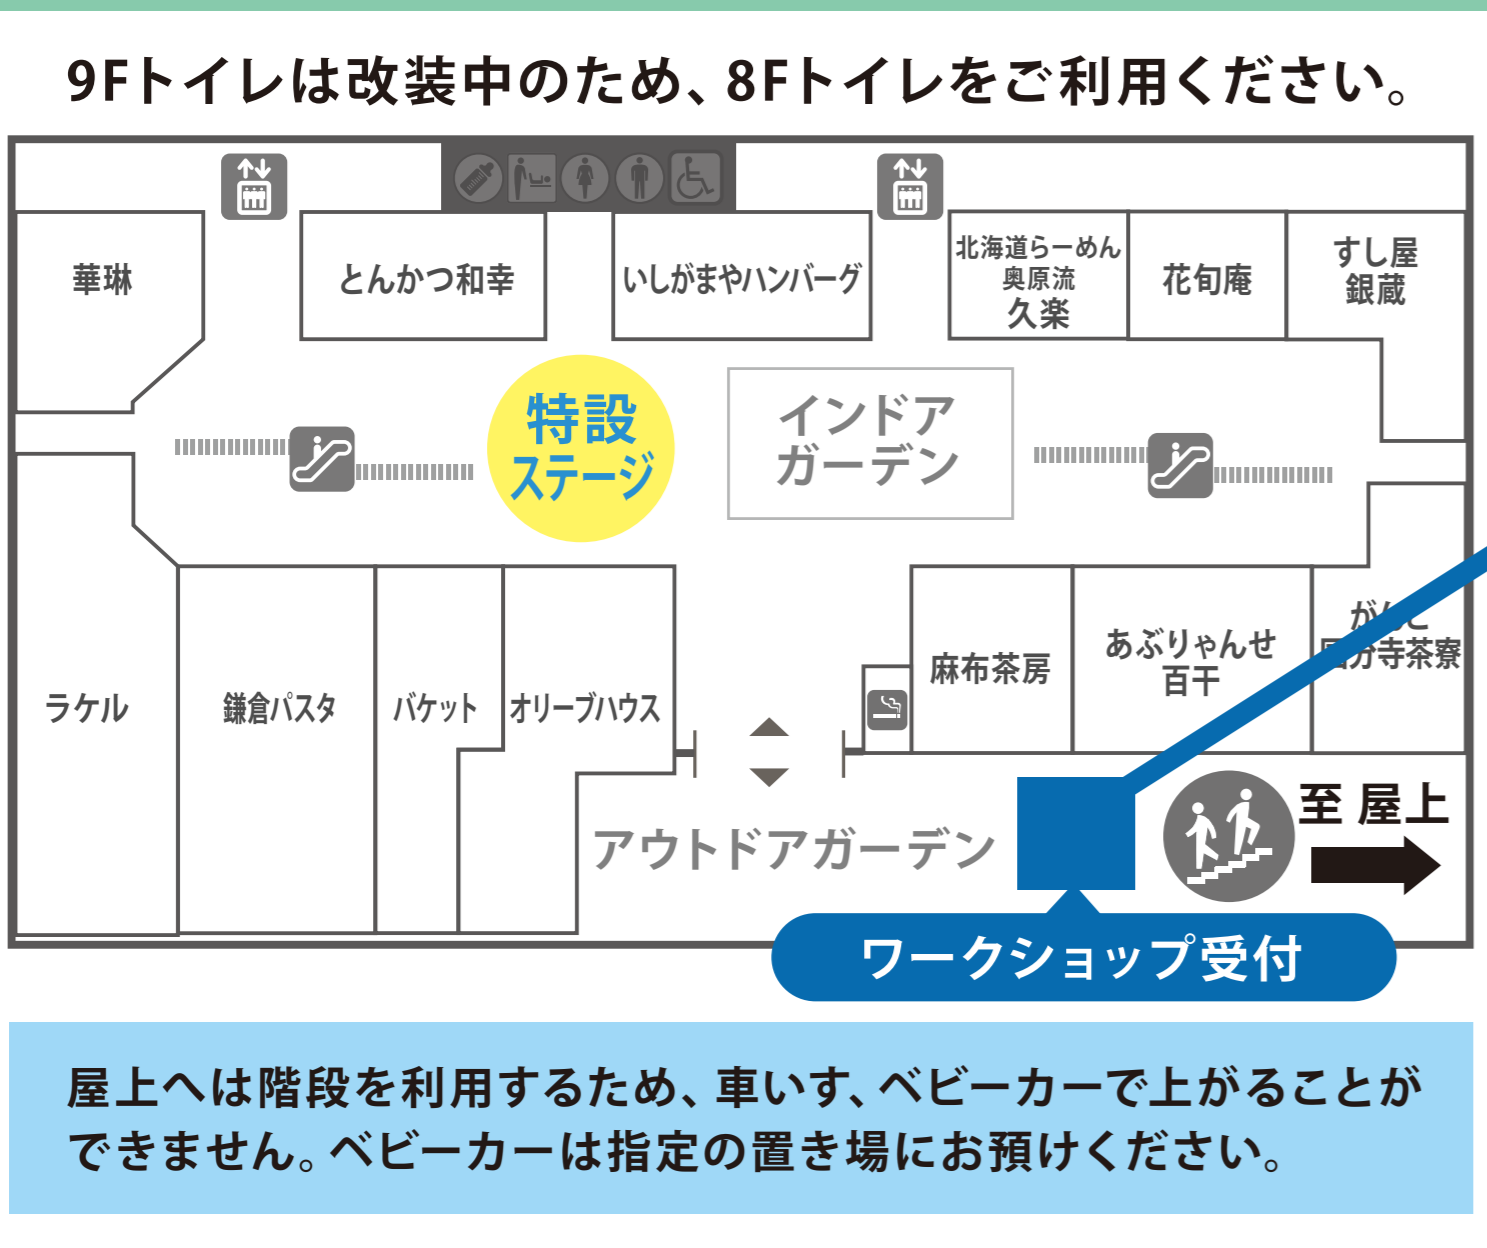 9Fトイレは改装中のため、8Fトイレをご利用ください。
華琳
とんかつ和幸
いしがまやハンバーグ
北海道らーめん
奥原流
久楽
花旬庵
すし屋
銀蔵
特設
ステージ
インドア
ガーデン
ラケル
鎌倉パスタ
バケット
オリーブハウス
麻布茶房
あぶりゃんせ
百干
がんこ
国分寺茶寮
アウトドアガーデン
至 屋上
ワークショップ受付
屋上へは階段を利用するため、車いす、ベビーカーで上がることが
できません。ベビーカーは指定の置き場にお預けください。